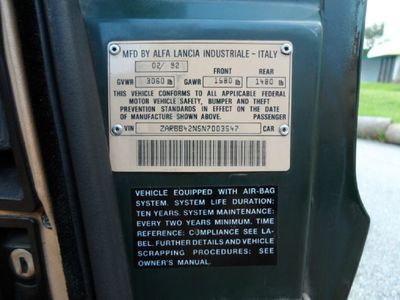 MFD BY ALFA LANCIA INDUSTRIALE - ITALY
02/ 92 FRONT REAR
GVWR 3060 lb GAWR 1580 lb 1480 lb
THIS VEHICLE CONFORMS TO ALL APPLICABLE FEDERAL
MOTOR VEHICLE SAFETY, BUMPER AND THEFT
PREVENTION STANDARDS IN EFFECT ON THE DATE
OF MANUFACTURE SHOWN ABOVE. PASSENGER
VIN ZARBB42N6N7003547 CAR
VEHICLE EQUIPPED WITH AIR-BAG
SYSTEM. SYSTEM LIFE DURATION:
TEN YEARS. SYSTEM MAINTENANCE:
EVERY TWO YEARS MINIMUM. TIME
REFERENCE: COMPLIANCE SEE LA-
BEL. FURTHER DETAILS AND VEHICLE
SCRAPPING PROCEDURES: SEE
OWNER'S MANUAL.